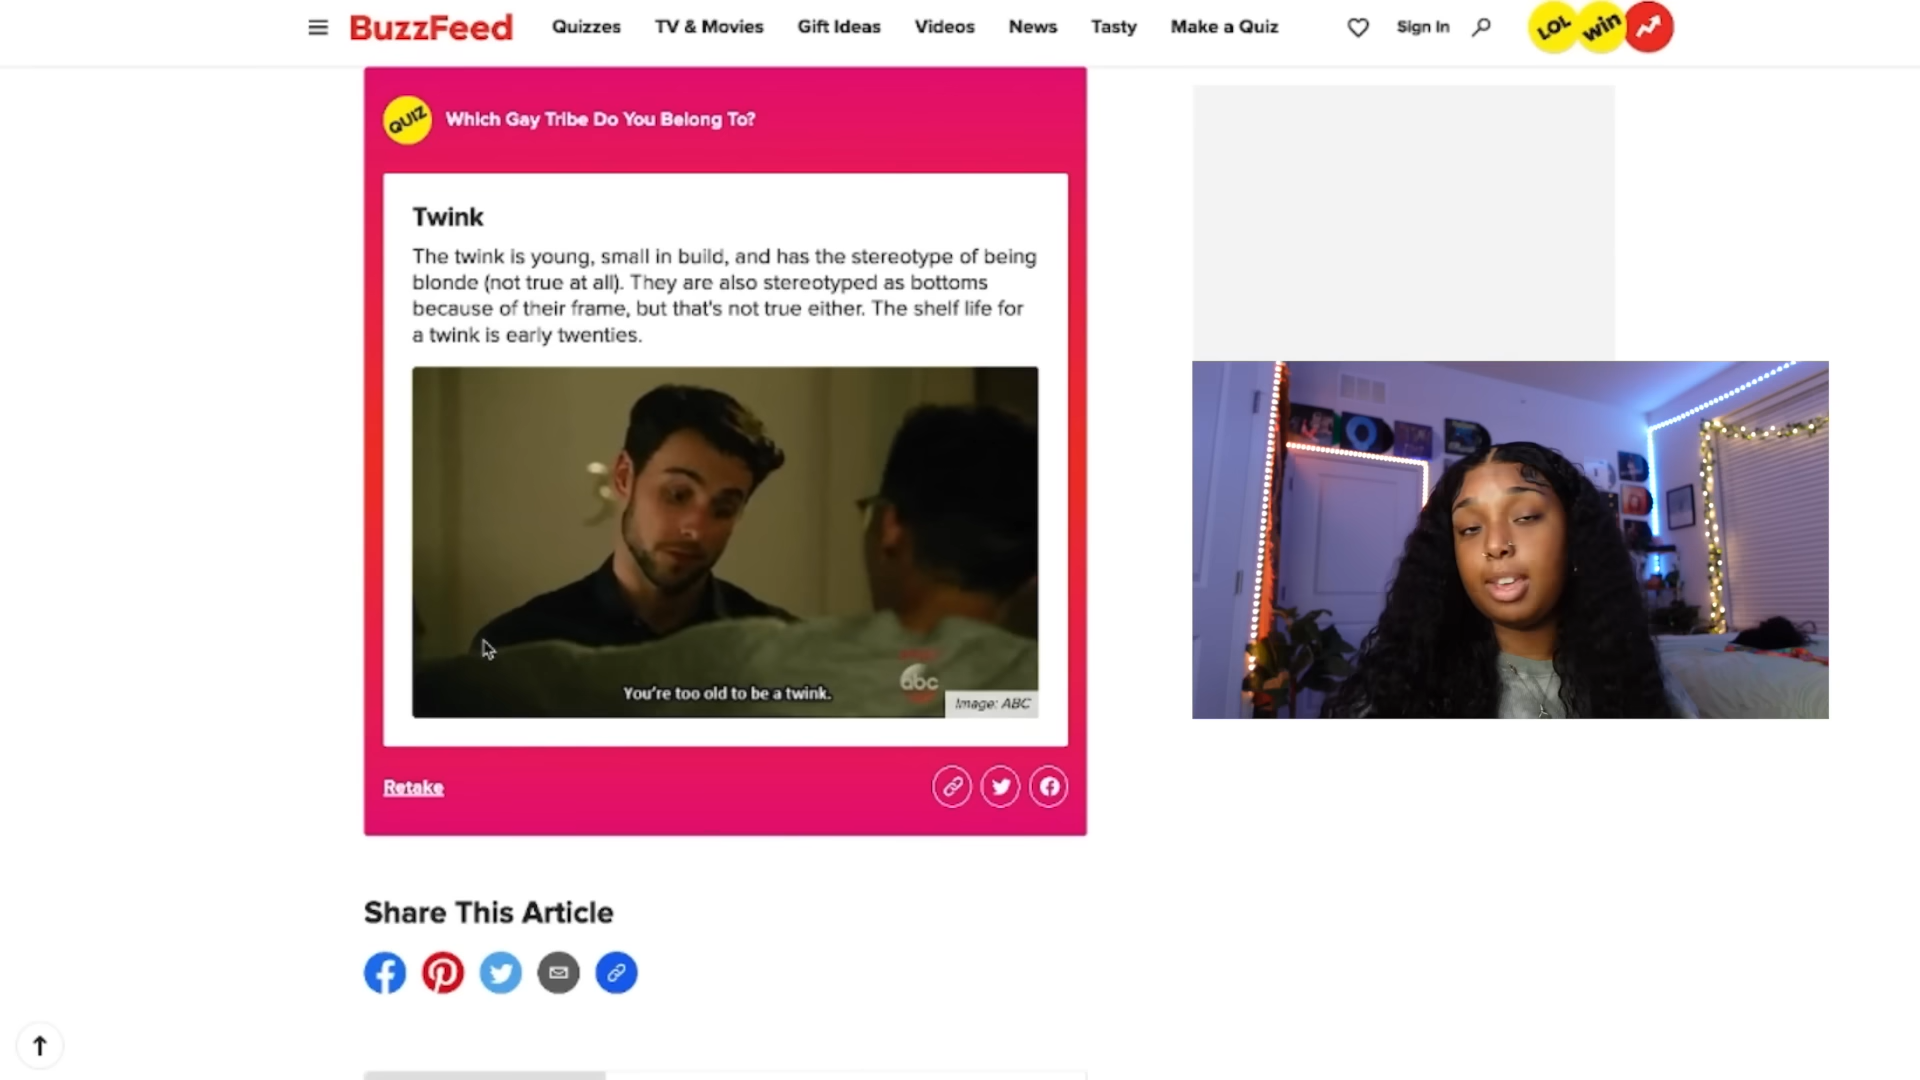 BuzzFeed
Quizzes
TV & Movies
Gift Ideas
Videos
News
Tasty
Make a Quiz
Sign In
LOL
win
QUIZ
Which Gay Tribe Do You Belong To?
Twink
The twink is young, small in build, and has the stereotype of being
blonde (not true at all). They are also stereotyped as bottoms
because of their frame, but that's not true either. The shelf life for
a twink is early twenties.
abc
You're too old to be a twink.
Image: ABC
Retake
Share This Article